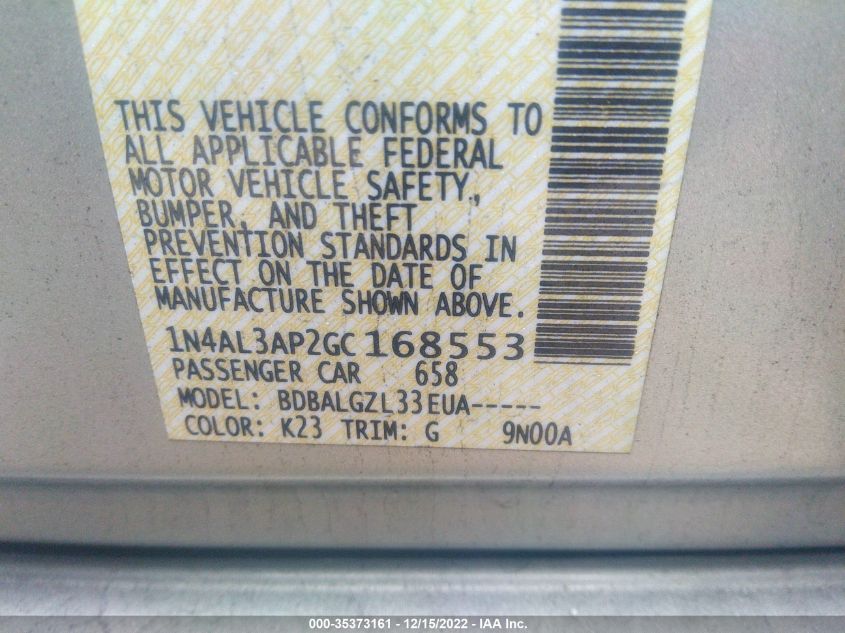 THIS VEHICLE CONFORMS TO
ALL APPLICABLE FEDERAL
MOTOR VEHICLE SAFETY,
BUMPER, AND THEFT
PREVENTION STANDARDS IN
EFFECT ON THE DATE OF
MANUFACTURE SHOWN ABOVE.
1N4AL3AP2GC168553
PASSENGER CAR 658
MODEL: BDBALGZL33EUA-----
COLOR: K23 TRIM: G 9N00A
000-35373161 - 12/15/2022 - IAA Inc.